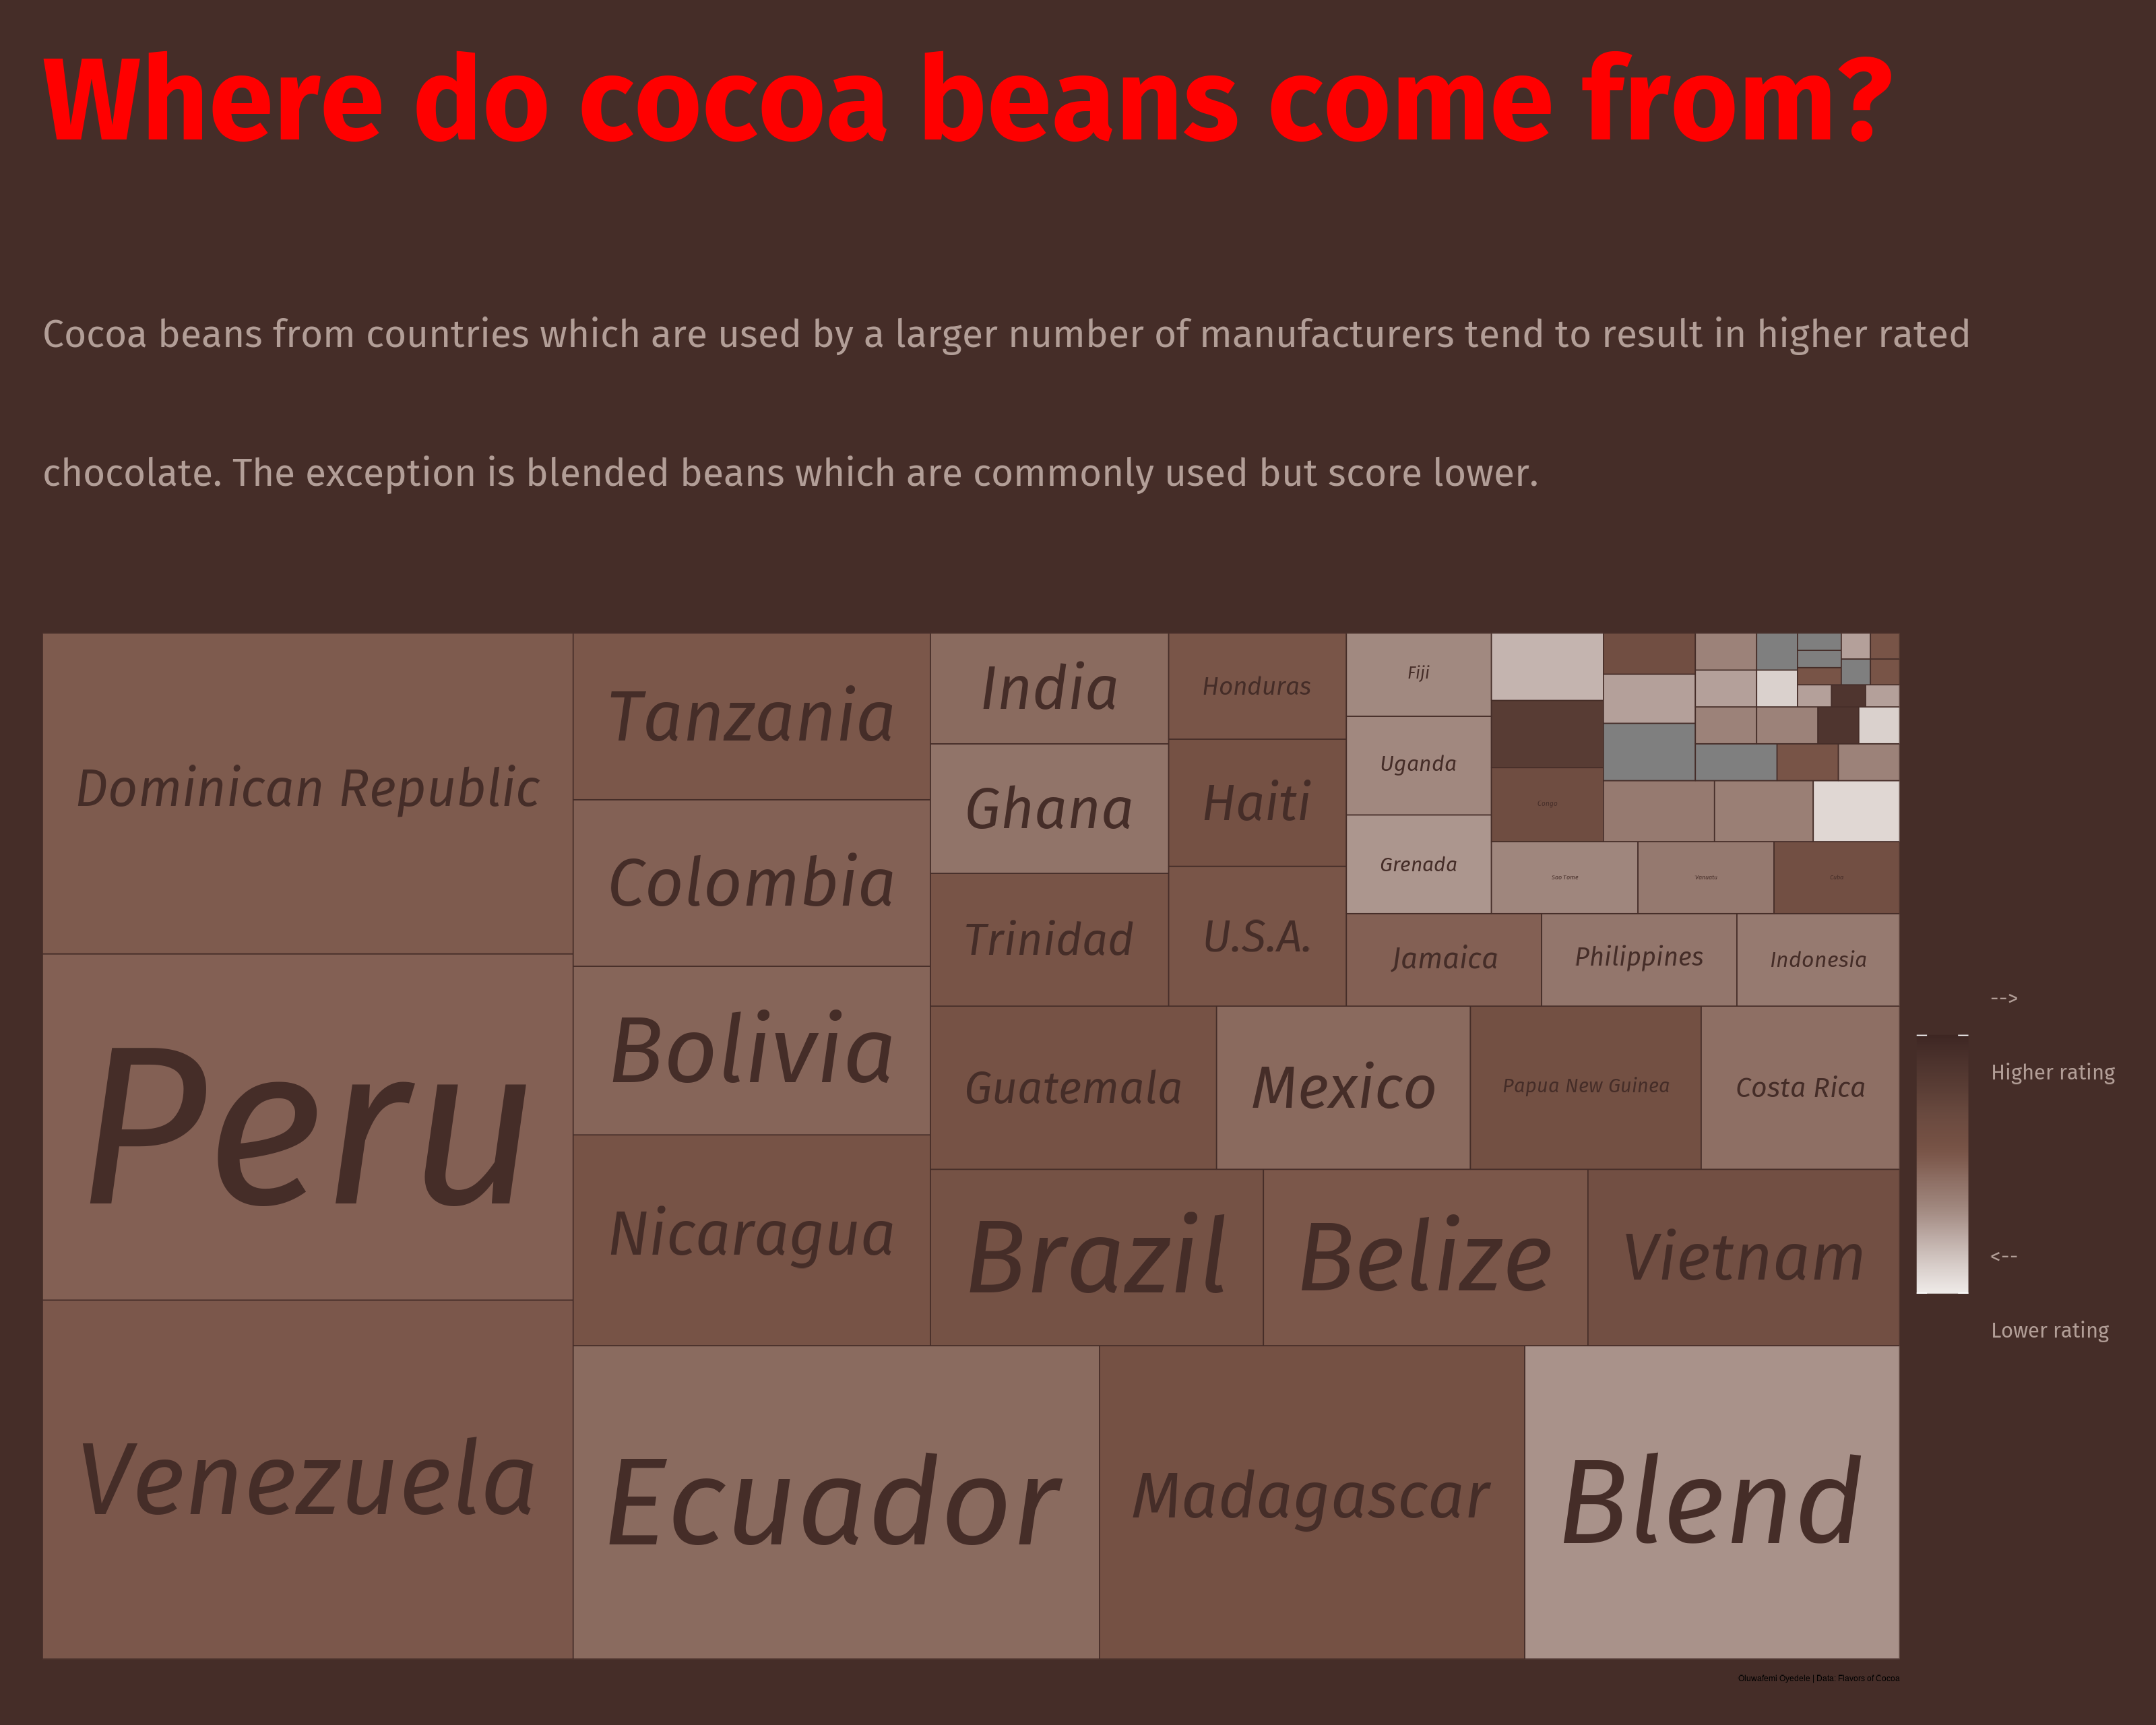 Where do cocoa beans come from?
Cocoa beans from countries which are used by a larger number of manufacturers tend to result in higher rated
chocolate. The exception is blended beans which are commonly used but score lower.
Dominican Republic
Peru
Venezuela
Tanzania
Colombia
Bolivia
Nicaragua
Ecuador
Madagascar
Blend
India
Ghana
Trinidad
Honduras
Haiti
U.S.A.
Guatemala
Mexico
Papua New Guinea
Costa Rica
Brazil
Belize
Vietnam
Fiji
Uganda
Grenada
Jamaica
Philippines
Indonesia
Congo
Sao Tome
Vanuatu
Cuba
-->
Higher rating
<--
Lower rating
Oluwafemi Oyedele | Data: Flavors of Cocoa